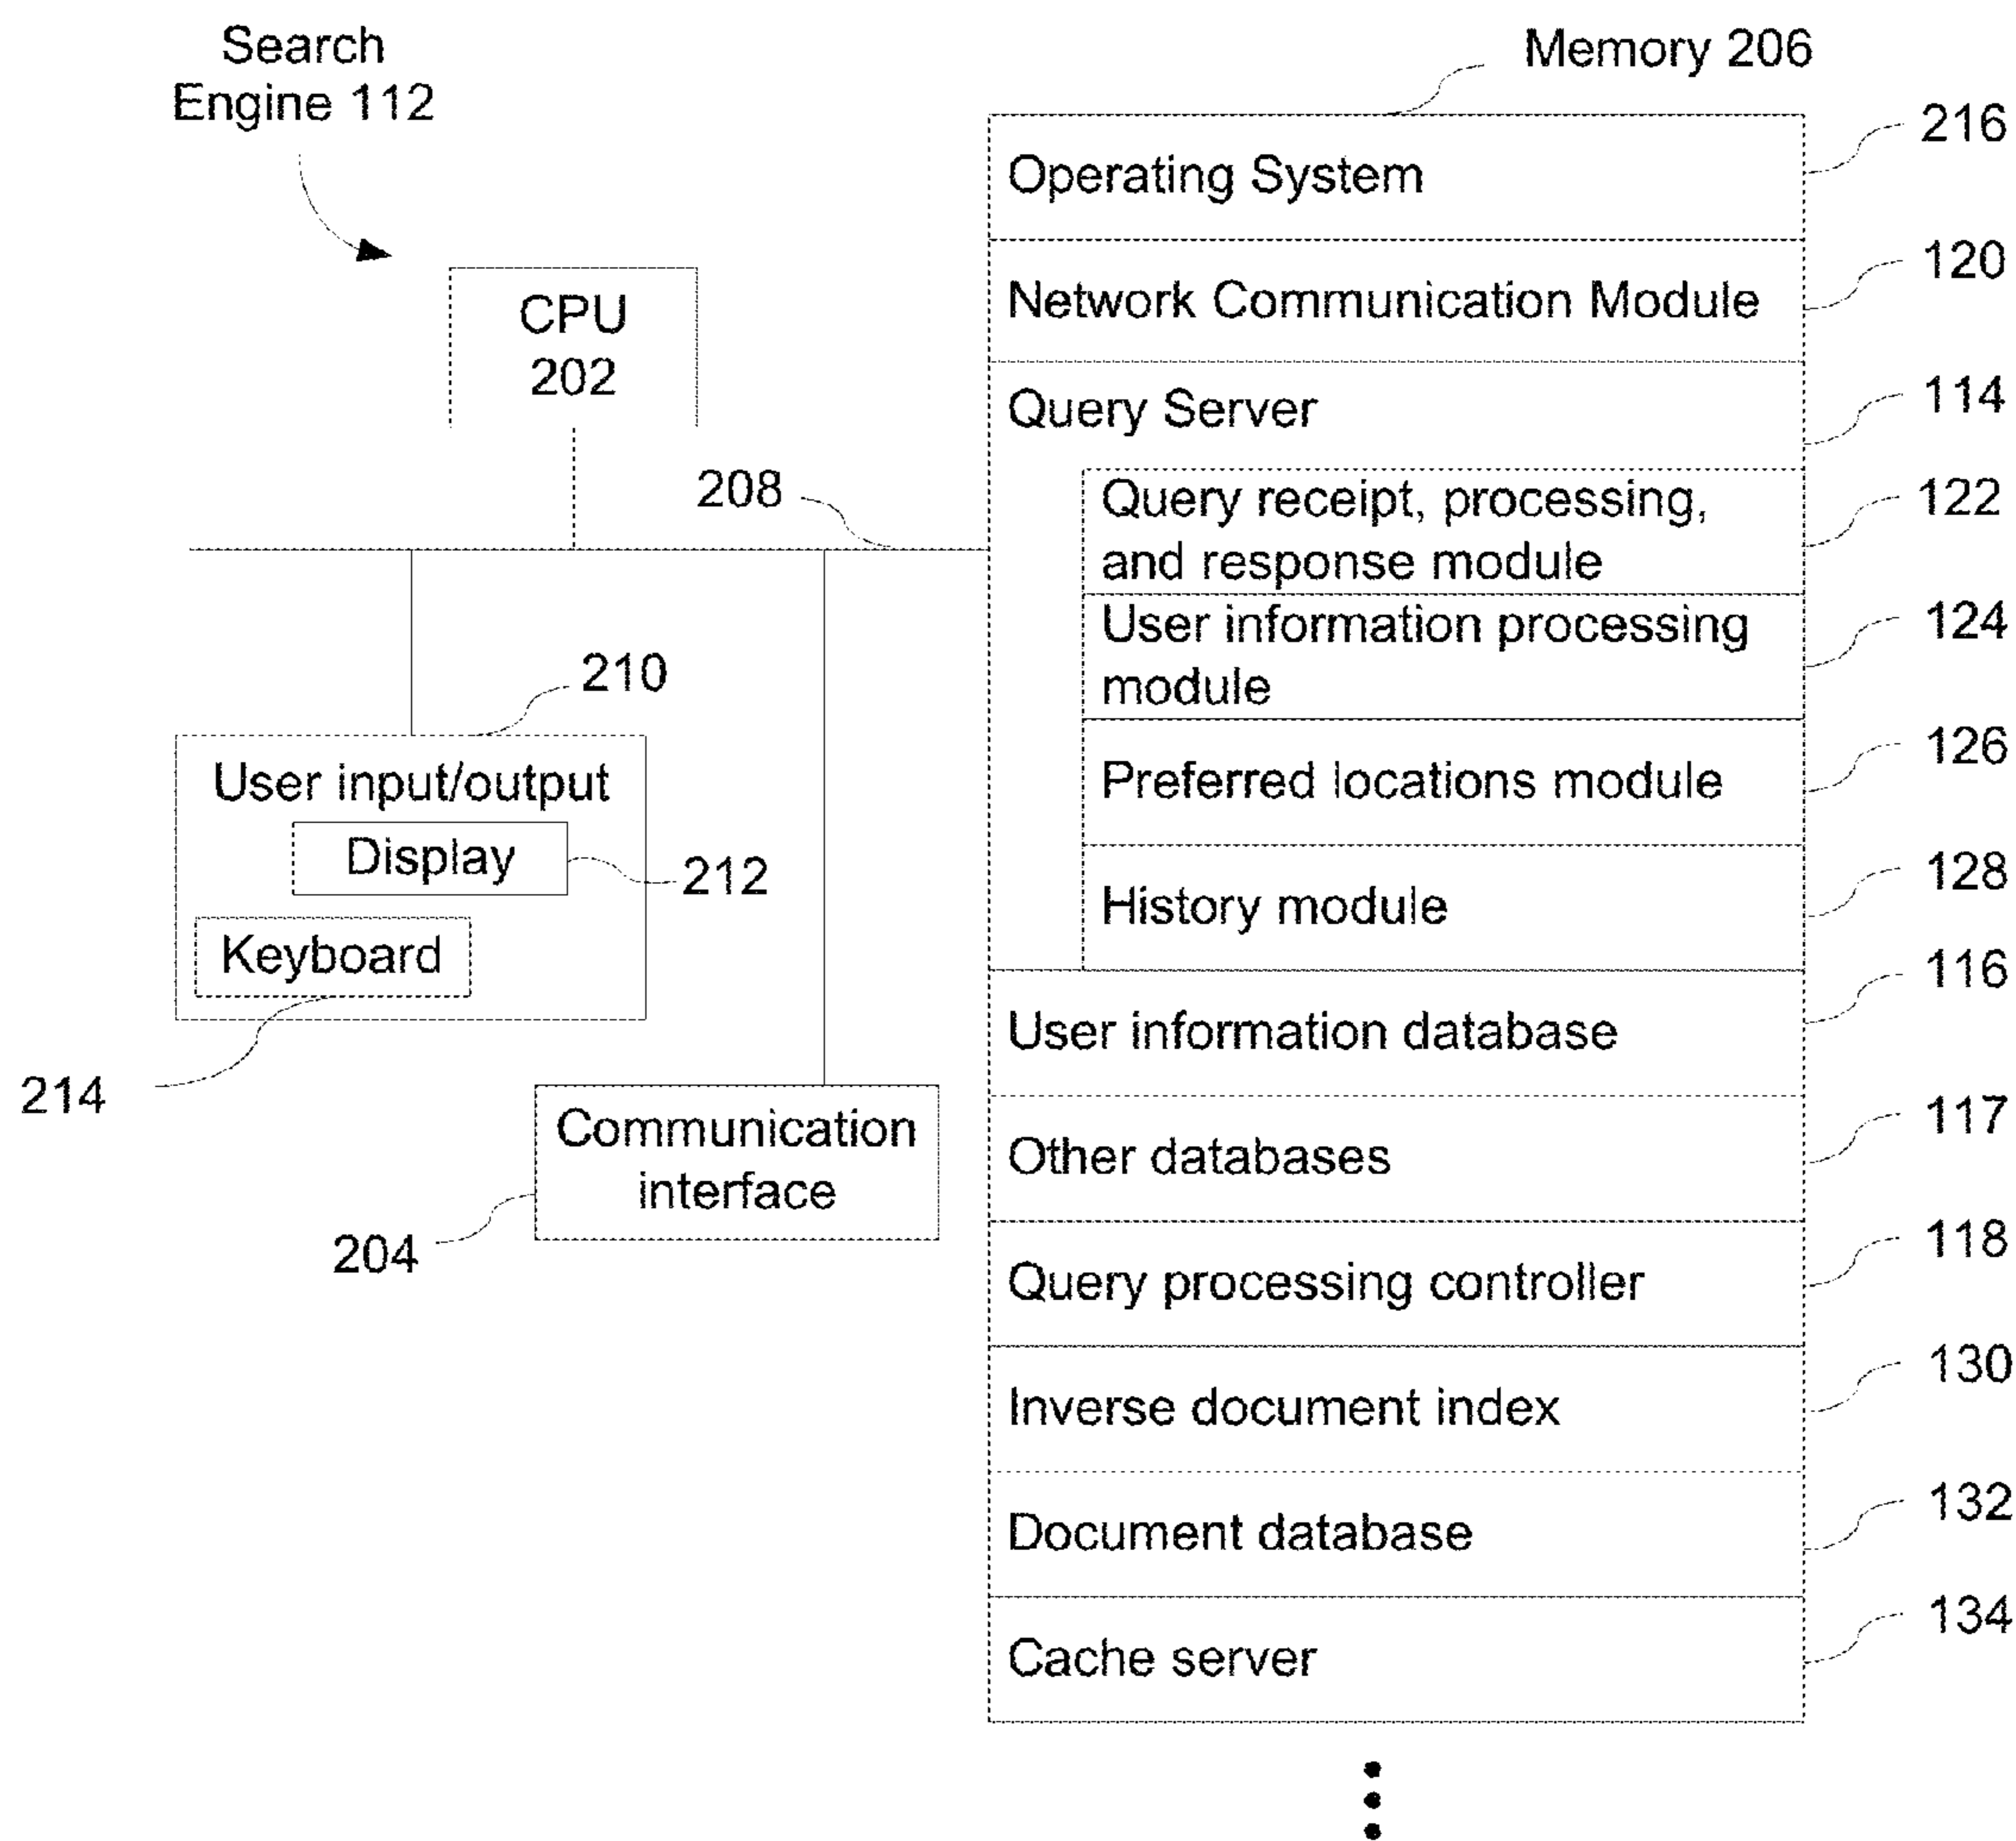 Search
Engine 112
CPU
202
208
210
User input/output
Display
212
Keyboard
214
Communication
interface
204
Memory 206
Operating System
216
Network Communication Module
120
Query Server
114
Query receipt, processing,
and response module
122
User information processing
module
124
Preferred locations module
126
History module
128
User information database
116
Other databases
117
Query processing controller
118
Inverse document index
130
Document database
132
Cache server
134